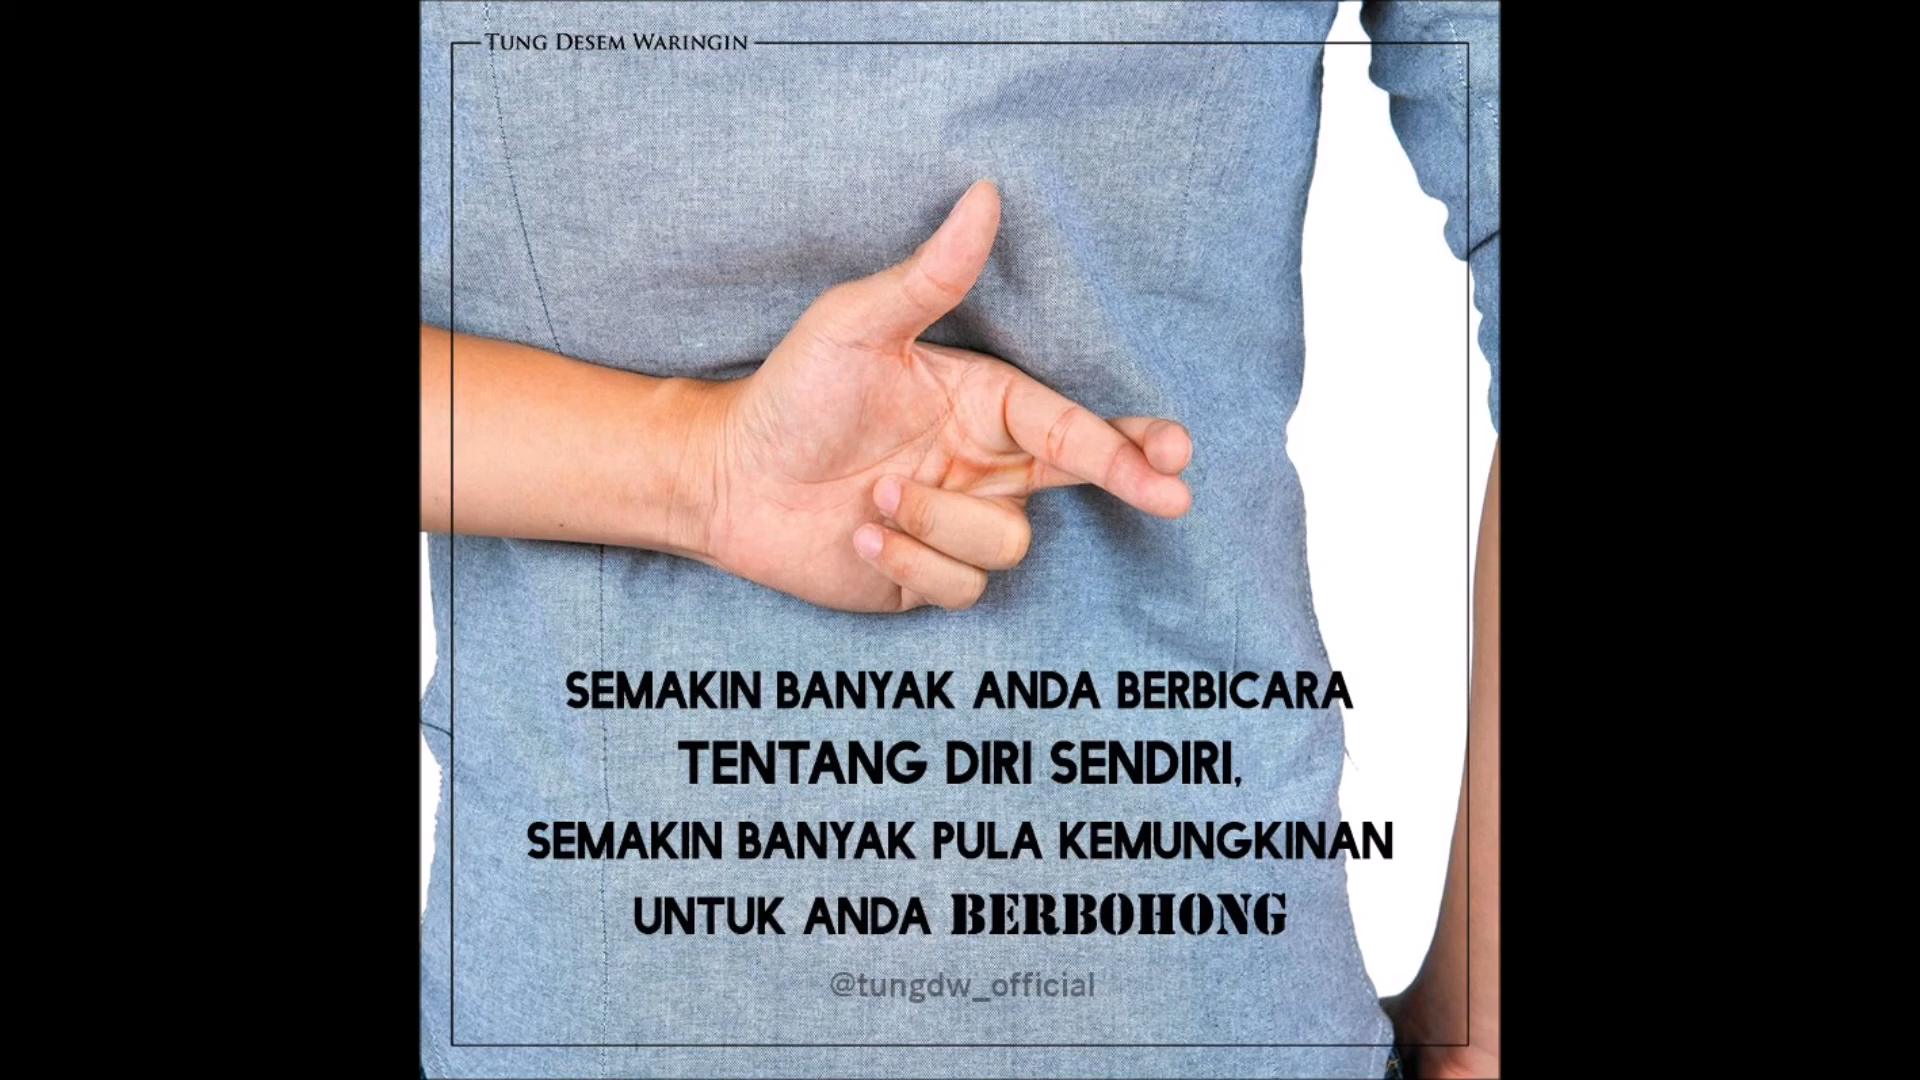 TUNG DESEM WARINGIN
SEMAKIN BANYAK ANDA BERBICARA
TENTANG DIRI SENDIRI,
SEMAKIN BANYAK PULA KEMUNGKINAN
UNTUK ANDA BERBOHONG
@tungdw_official